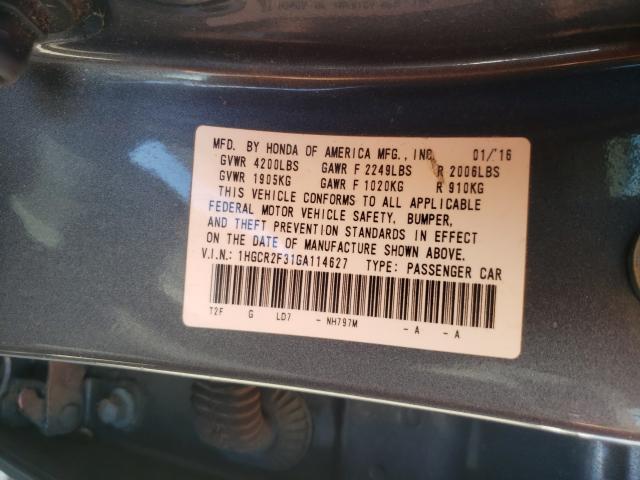 MFD. BY HONDA OF AMERICA MFG., INC. 01/16
GVWR 4200LBS GAWR F 2249LBS R 2006LBS
GVWR 1905KG GAWR F 1020KG R 910KG
THIS VEHICLE CONFORMS TO ALL APPLICABLE
FEDERAL MOTOR VEHICLE SAFETY, BUMPER,
AND THEFT PREVENTION STANDARDS IN EFFECT
ON THE DATE OF MANUFACTURE SHOWN ABOVE.
V.I.N.: 1HGCR2F31GA114627 TYPE: PASSENGER CAR
T2F G LD7 - NH797M - A - A